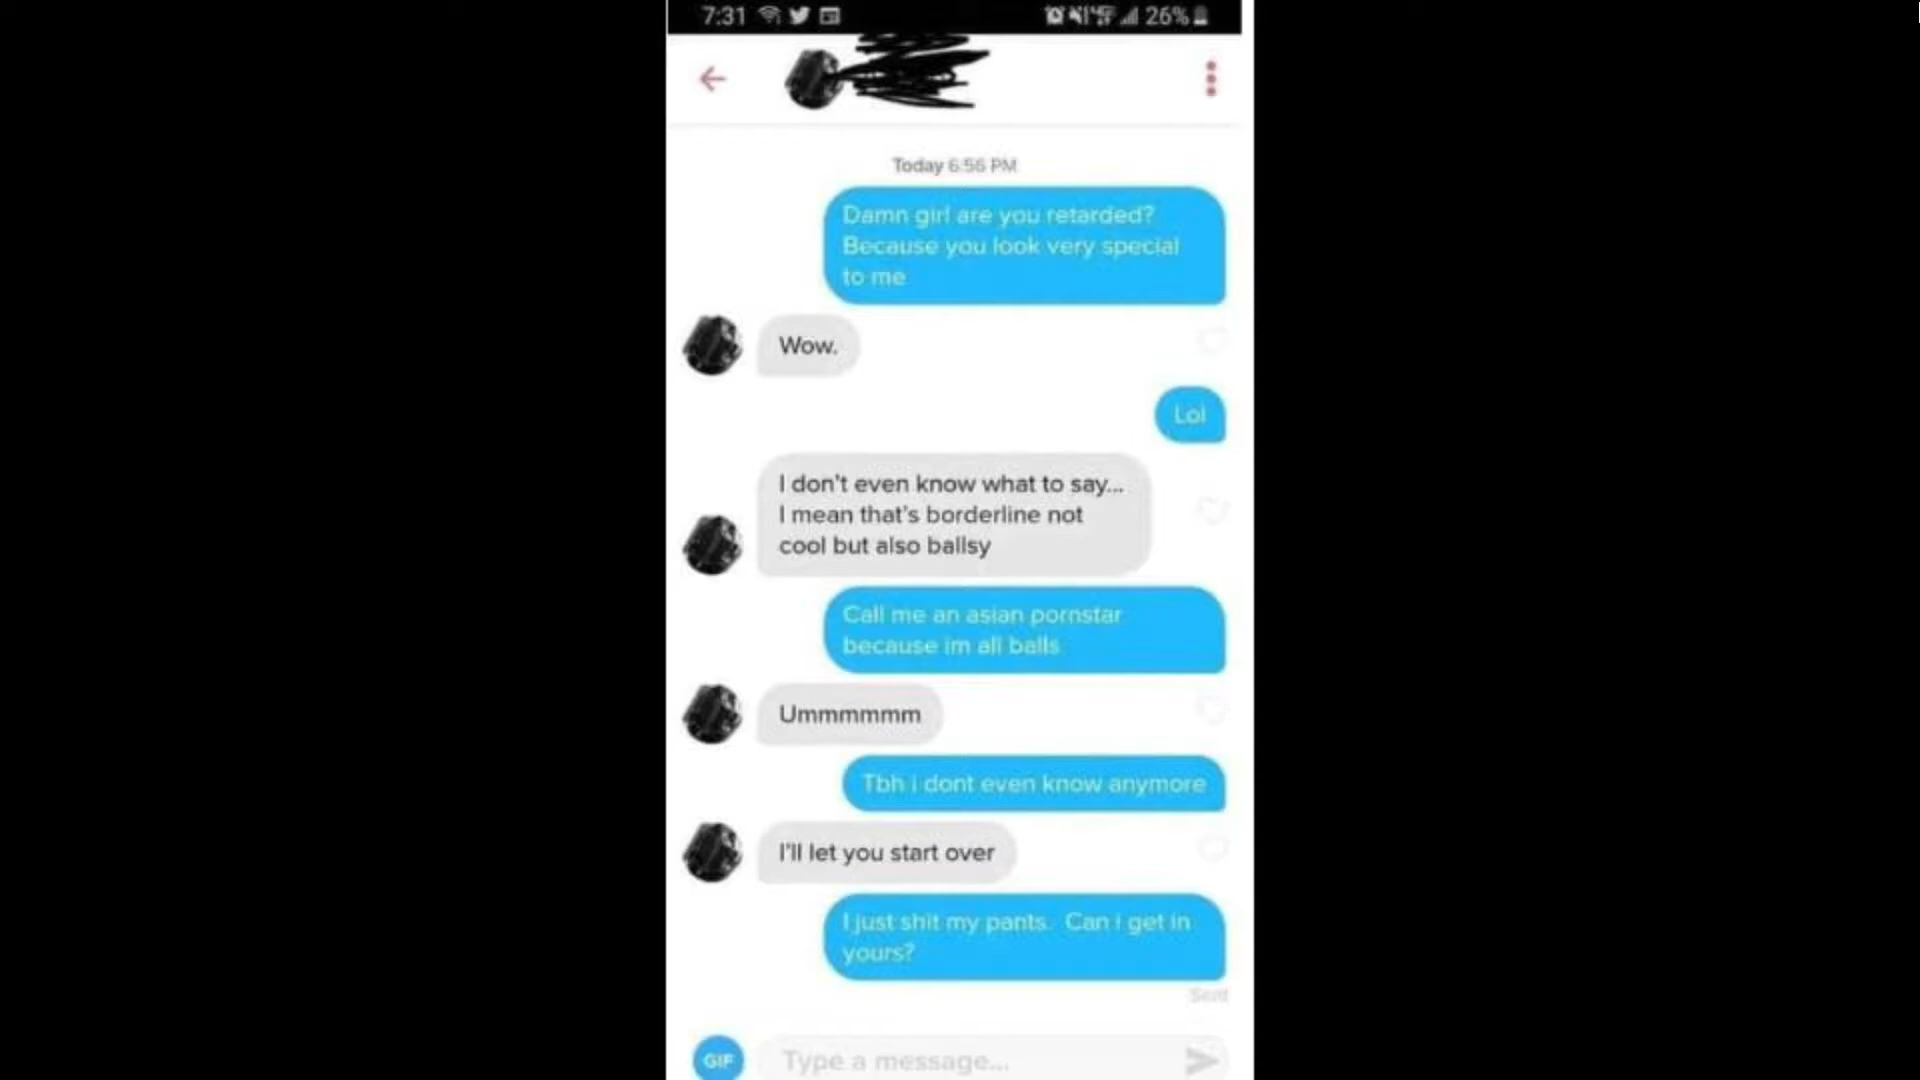 7:31
26%
Today 6:56 PM
Damn girl are you retarded?
Because you look very special
to me
Wow.
Lol
I don't even know what to say...
I mean that's borderline not
cool but also ballsy
Call me an asian pornstar
because im all balls
Ummmmmm
Tbh i dont even know anymore
I'll let you start over
I just shit my pants.  Can i get in
yours?
Sent
GIF
Type a message...